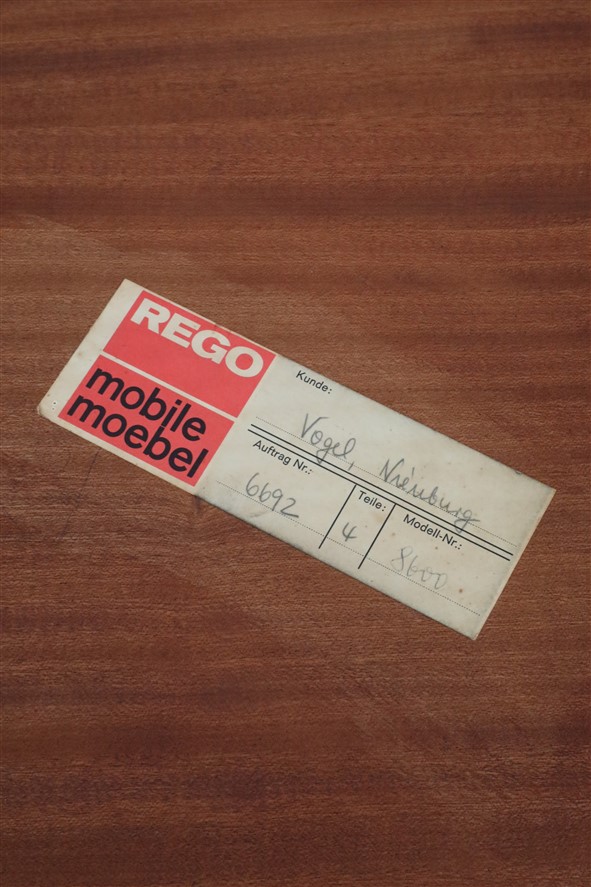 REGO
mobile
moebel
Kunde:
Vogel, Nienburg
Auftrag Nr.: Teile: Modell-Nr.:
6692 4 8600